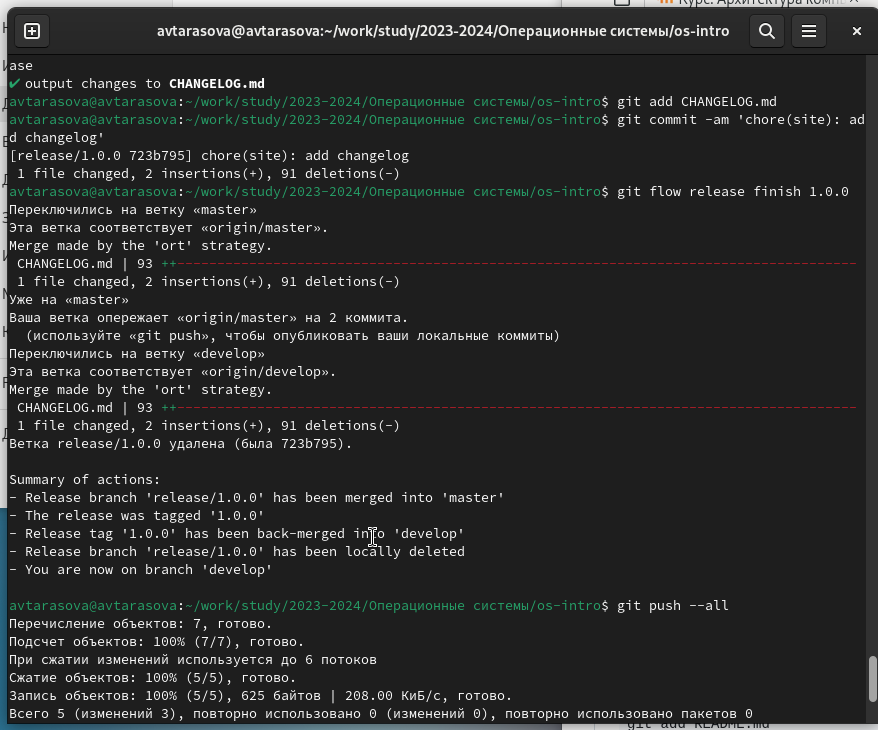 Курс: Архитектура комп
avtarasova@avtarasova:~/work/study/2023-2024/Операционные системы/os-intro
ase
✔ output changes to CHANGELOG.md
avtarasova@avtarasova:~/work/study/2023-2024/Операционные системы/os-intro$ git add CHANGELOG.md
avtarasova@avtarasova:~/work/study/2023-2024/Операционные системы/os-intro$ git commit -am 'chore(site): ad
d changelog'
[release/1.0.0 723b795] chore(site): add changelog
 1 file changed, 2 insertions(+), 91 deletions(-)
avtarasova@avtarasova:~/work/study/2023-2024/Операционные системы/os-intro$ git flow release finish 1.0.0
Переключились на ветку «master»
Эта ветка соответствует «origin/master».
Merge made by the 'ort' strategy.
 CHANGELOG.md | 93 ++-------------------------------------------------------------------------------------
 1 file changed, 2 insertions(+), 91 deletions(-)
Уже на «master»
Ваша ветка опережает «origin/master» на 2 коммита.
  (используйте «git push», чтобы опубликовать ваши локальные коммиты)
Переключились на ветку «develop»
Эта ветка соответствует «origin/develop».
Merge made by the 'ort' strategy.
 CHANGELOG.md | 93 ++-------------------------------------------------------------------------------------
 1 file changed, 2 insertions(+), 91 deletions(-)
Ветка release/1.0.0 удалена (была 723b795).
Summary of actions:
- Release branch 'release/1.0.0' has been merged into 'master'
- The release was tagged '1.0.0'
- Release tag '1.0.0' has been back-merged into 'develop'
- Release branch 'release/1.0.0' has been locally deleted
- You are now on branch 'develop'
avtarasova@avtarasova:~/work/study/2023-2024/Операционные системы/os-intro$ git push --all
Перечисление объектов: 7, готово.
Подсчет объектов: 100% (7/7), готово.
При сжатии изменений используется до 6 потоков
Сжатие объектов: 100% (5/5), готово.
Запись объектов: 100% (5/5), 625 байтов | 208.00 КиБ/с, готово.
Всего 5 (изменений 3), повторно использовано 0 (изменений 0), повторно использовано пакетов 0
git add README.md